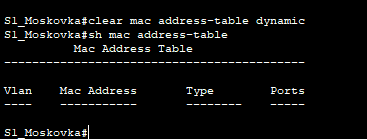 S1_Moskovka#clear mac address-table dynamic
S1_Moskovka#sh mac address-table
          Mac Address Table
-------------------------------------------

Vlan    Mac Address       Type        Ports
----    -----------       --------    -----

S1_Moskovka#